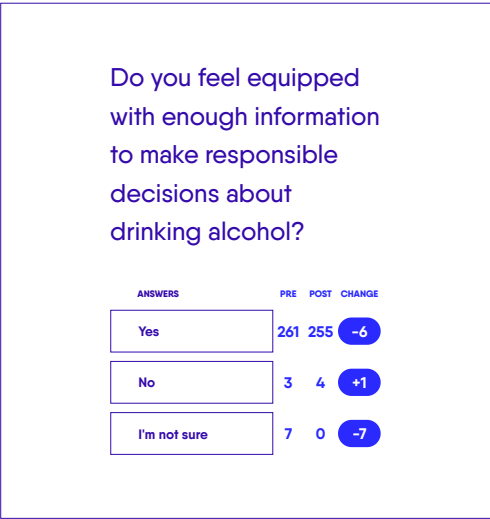 Do you feel equipped
with enough information
to make responsible
decisions about
drinking alcohol?
ANSWERS PRE POST CHANGE
Yes 261 255 -6
No 3 4 +1
I'm not sure 7 0 -7